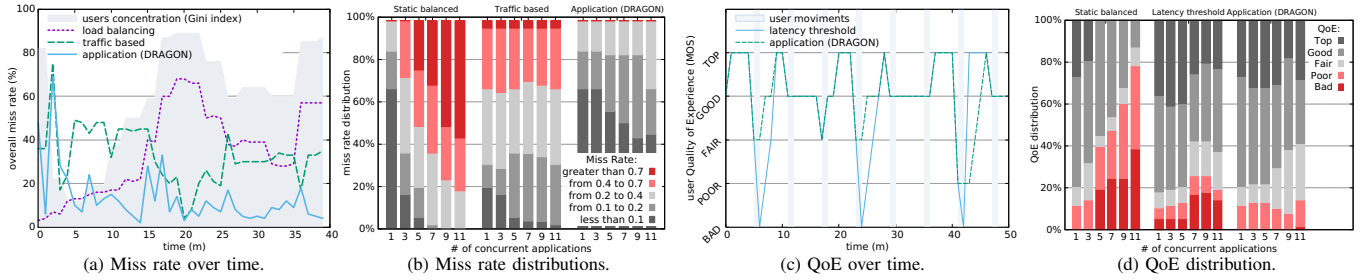 users concentration (Gini index)
load balancing
traffic based
application (DRAGON)
overall miss rate (%)
100
80
60
40
20
0
0 5 10 15 20 25 30 35 40
time (m)
(a) Miss rate over time.
Static balanced Traffic based Application (DRAGON)
miss rate distribution
100%
80%
60%
40%
20%
Miss Rate:
greater than 0.7
from 0.4 to 0.7
from 0.2 to 0.4
from 0.1 to 0.2
less than 0.1
1 3 5 7 9 11 1 3 5 7 9 11 1 3 5 7 9 11
# of concurrent applications
(b) Miss rate distributions.
user moviments
latency threshold
application (DRAGON)
user Quality of Experience (MOS)
TOP
GOOD
FAIR
POOR
BAD
0 10 20 30 40 50
time (m)
(c) QoE over time.
Static balanced Latency threshold Application (DRAGON)
QoE distribution
100%
80%
60%
40%
20%
0%
QoE:
Top
Good
Fair
Poor
Bad
1 3 5 7 9 11 1 3 5 7 9 11 1 3 5 7 9 11
# of concurrent applications
(d) QoE distribution.